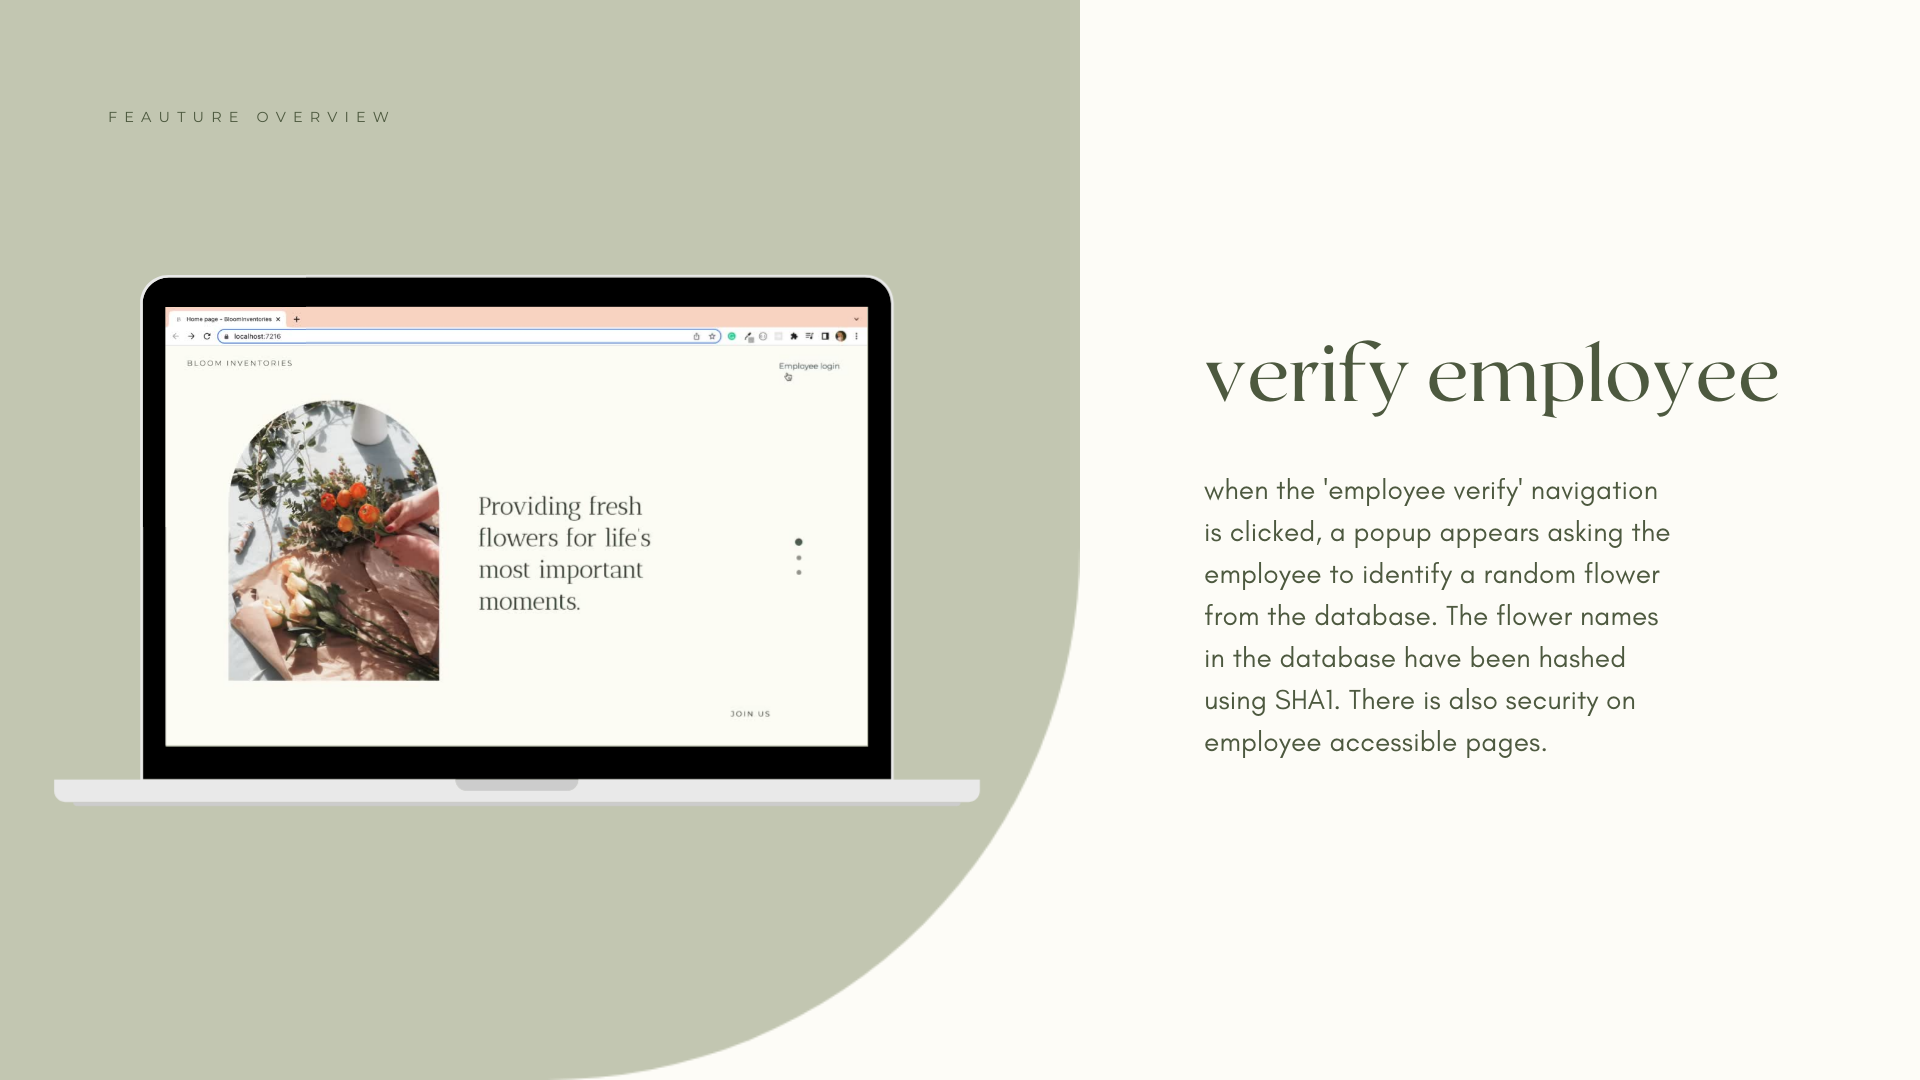 FEAUTURE OVERVIEW
Home page - BloomInventories
localhost:7216
BLOOM INVENTORIES
Employee login
Providing fresh
flowers for life's
most important
moments.
JOIN US
verify employee
when the 'employee verify' navigation
is clicked, a popup appears asking the
employee to identify a random flower
from the database. The flower names
in the database have been hashed
using SHA1. There is also security on
employee accessible pages.